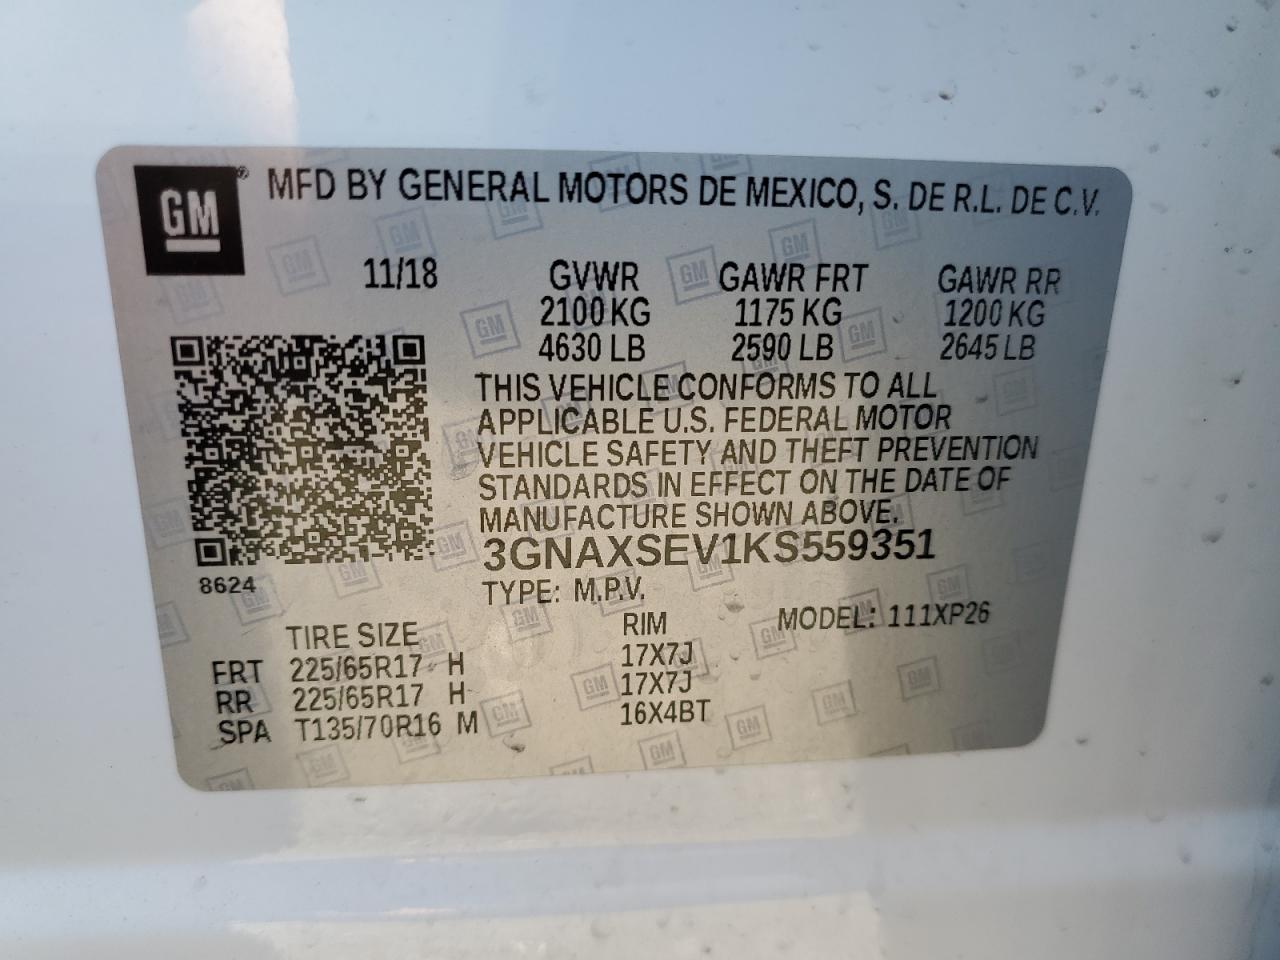 GM® MFD BY GENERAL MOTORS DE MEXICO, S. DE R.L. DE C.V.
11/18 GVWR GAWR FRT GAWR RR
2100 KG 1175 KG 1200 KG
4630 LB 2590 LB 2645 LB
THIS VEHICLE CONFORMS TO ALL
APPLICABLE U.S. FEDERAL MOTOR
VEHICLE SAFETY AND THEFT PREVENTION
STANDARDS IN EFFECT ON THE DATE OF
MANUFACTURE SHOWN ABOVE.
3GNAXSEV1KS559351
8624 TYPE: M.P.V.
TIRE SIZE RIM MODEL: 111XP26
FRT 225/65R17 H 17X7J
RR 225/65R17 H 17X7J
SPA T135/70R16 M 16X4BT